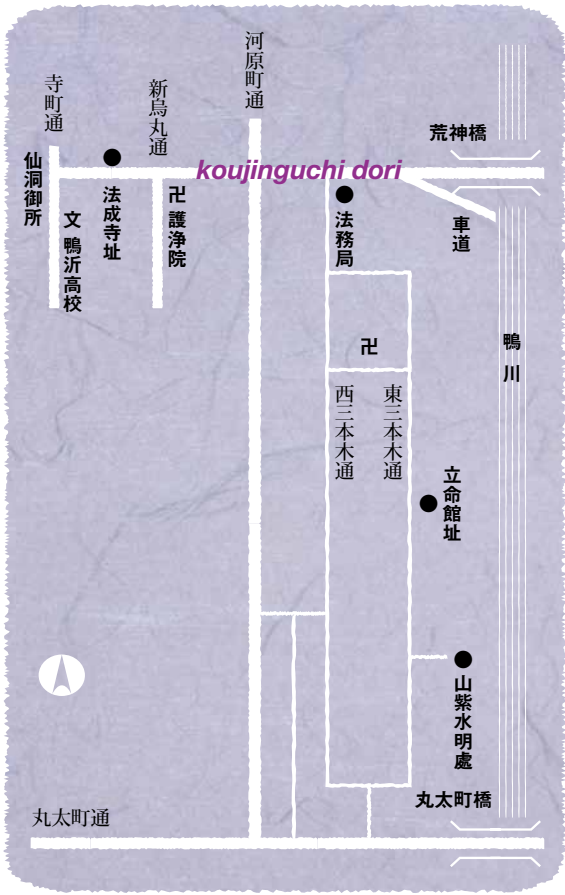 河原町通
寺町通
新烏丸通
荒神橋
koujinguchi dori
仙洞御所
法成寺址
卍 護浄院
文 鴨沂高校
法務局
車道
鴨川
卍
西三本木通
東三本木通
立命館址
山紫水明處
丸太町橋
丸太町通